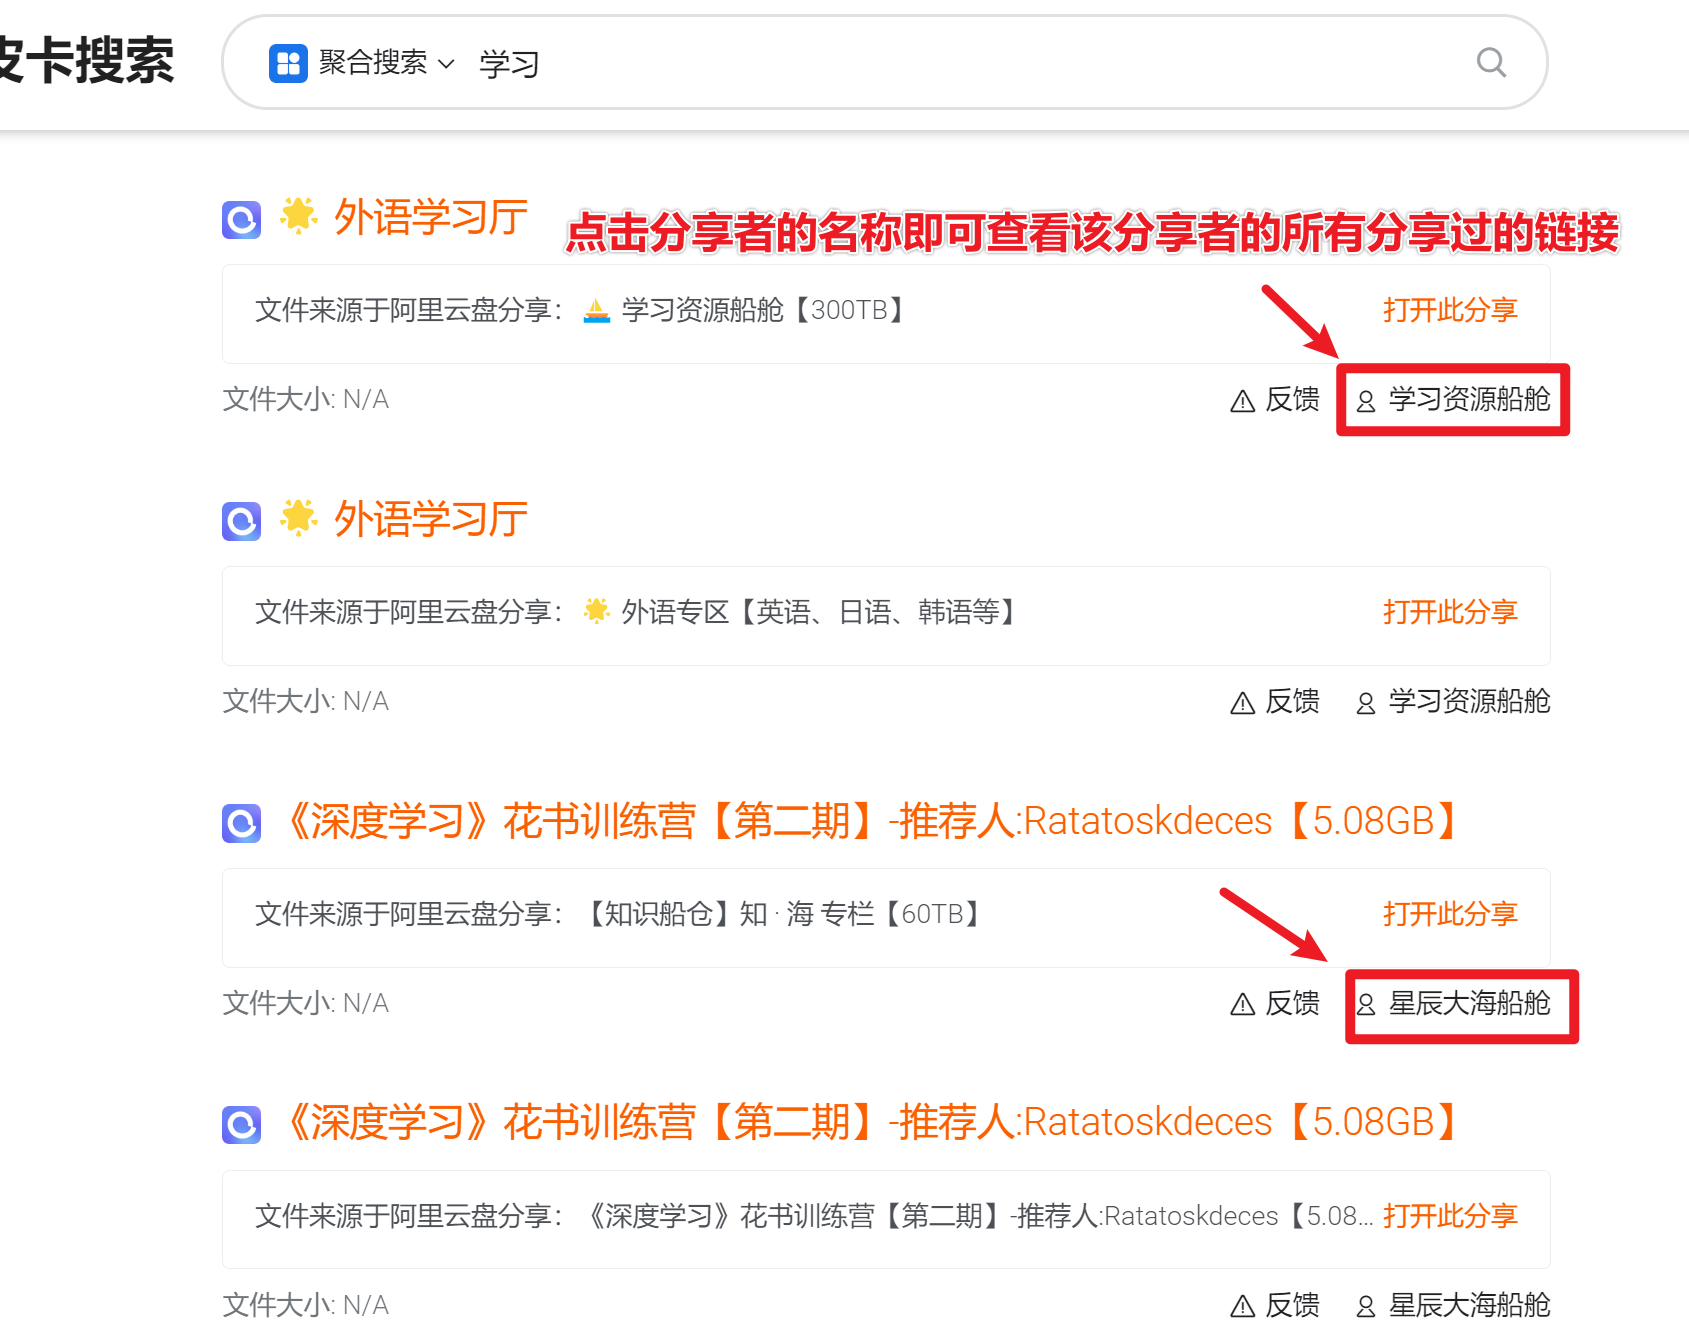 皮卡搜索
聚合搜索 学习
外语学习厅
点击分享者的名称即可查看该分享者的所有分享过的链接
文件来源于阿里云盘分享： 学习资源船舱【300TB】 打开此分享
文件大小: N/A 反馈 学习资源船舱
外语学习厅
文件来源于阿里云盘分享： 外语专区【英语、日语、韩语等】 打开此分享
文件大小: N/A 反馈 学习资源船舱
《深度学习》花书训练营【第二期】-推荐人:Ratatoskdeces【5.08GB】
文件来源于阿里云盘分享： 【知识船仓】知 · 海 专栏【60TB】 打开此分享
文件大小: N/A 反馈 星辰大海船舱
《深度学习》花书训练营【第二期】-推荐人:Ratatoskdeces【5.08GB】
文件来源于阿里云盘分享： 《深度学习》花书训练营【第二期】-推荐人:Ratatoskdeces【5.08... 打开此分享
文件大小: N/A 反馈 星辰大海船舱